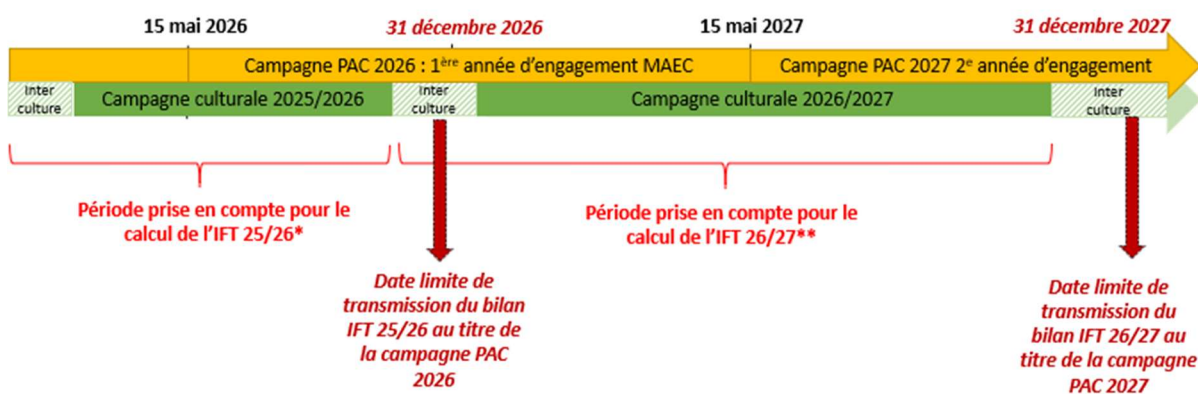 15 mai 2026
31 décembre 2026
15 mai 2027
31 décembre 2027
Campagne PAC 2026 : 1ère année d'engagement MAEC
Campagne PAC 2027 2e année d'engagement
Inter
culture
Campagne culturale 2025/2026
Inter
culture
Campagne culturale 2026/2027
Inter
culture
Période prise en compte pour le
calcul de l'IFT 25/26*
Période prise en compte pour le
calcul de l'IFT 26/27**
Date limite de
transmission du bilan
IFT 25/26 au titre de
la campagne PAC
2026
Date limite de
transmission du
bilan IFT 26/27 au
titre de la campagne
PAC 2027